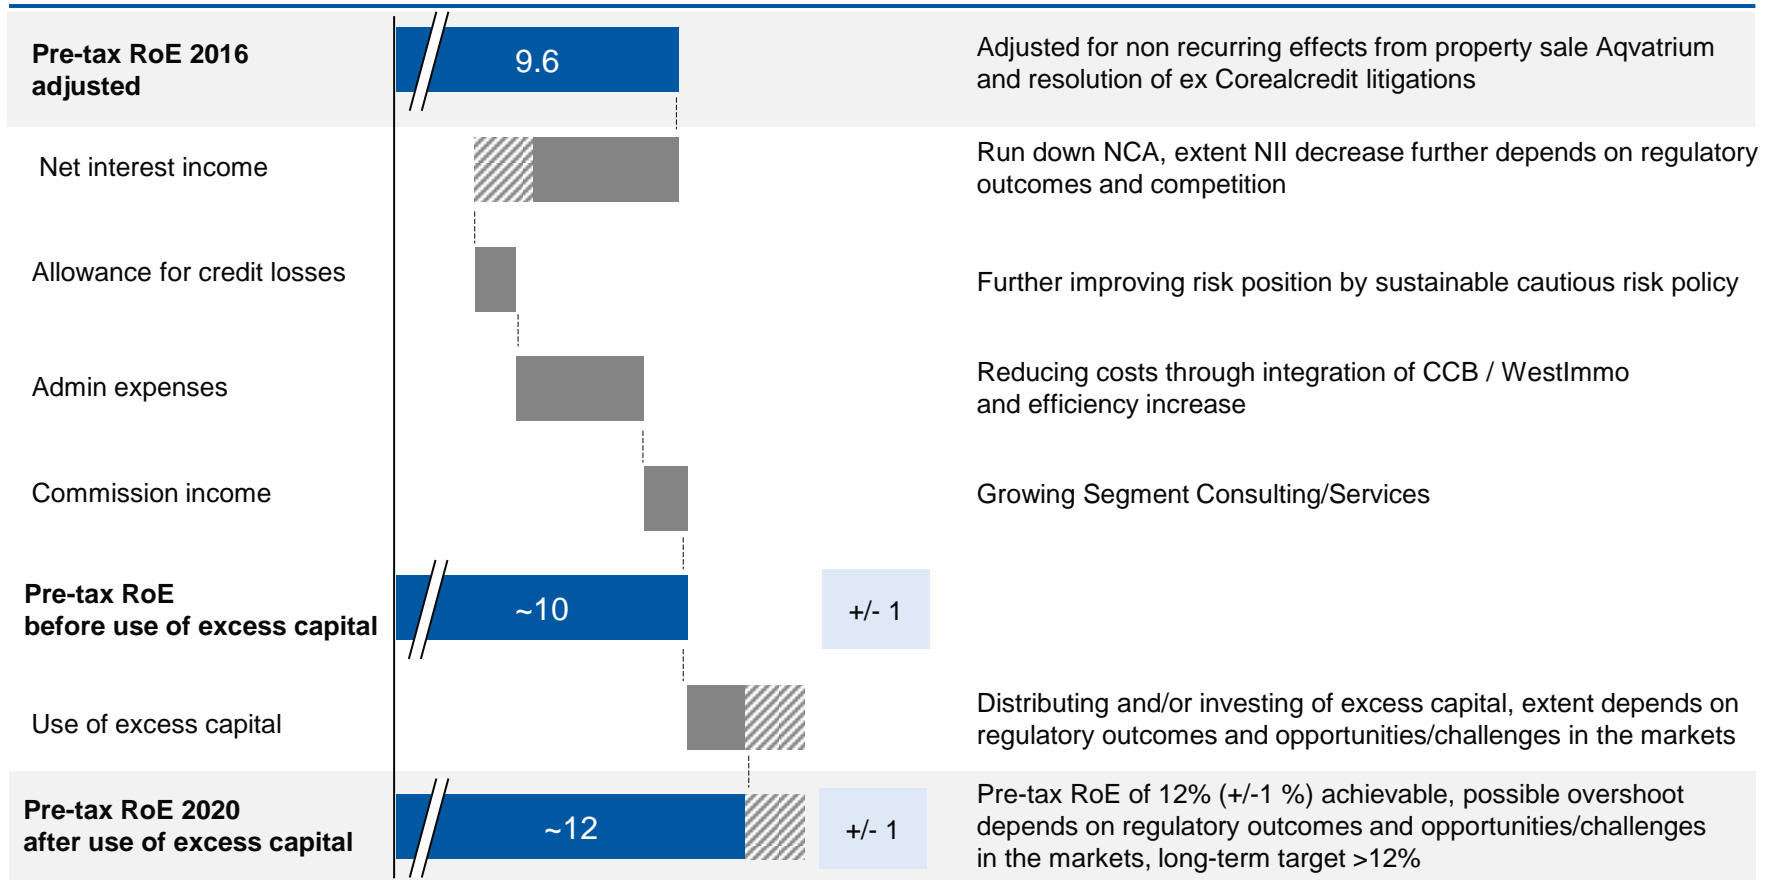 Pre-tax RoE 2016
adjusted
9.6
Adjusted for non recurring effects from property sale Aqvatrium
and resolution of ex Corealcredit litigations
Net interest income
Run down NCA, extent NII decrease further depends on regulatory
outcomes and competition
Allowance for credit losses
Further improving risk position by sustainable cautious risk policy
Admin expenses
Reducing costs through integration of CCB / WestImmo
and efficiency increase
Commission income
Growing Segment Consulting/Services
Pre-tax RoE
before use of excess capital
~10
+/- 1
Use of excess capital
Distributing and/or investing of excess capital, extent depends on
regulatory outcomes and opportunities/challenges in the markets
Pre-tax RoE 2020
after use of excess capital
~12
+/- 1
Pre-tax RoE of 12% (+/-1 %) achievable, possible overshoot
depends on regulatory outcomes and opportunities/challenges
in the markets, long-term target >12%